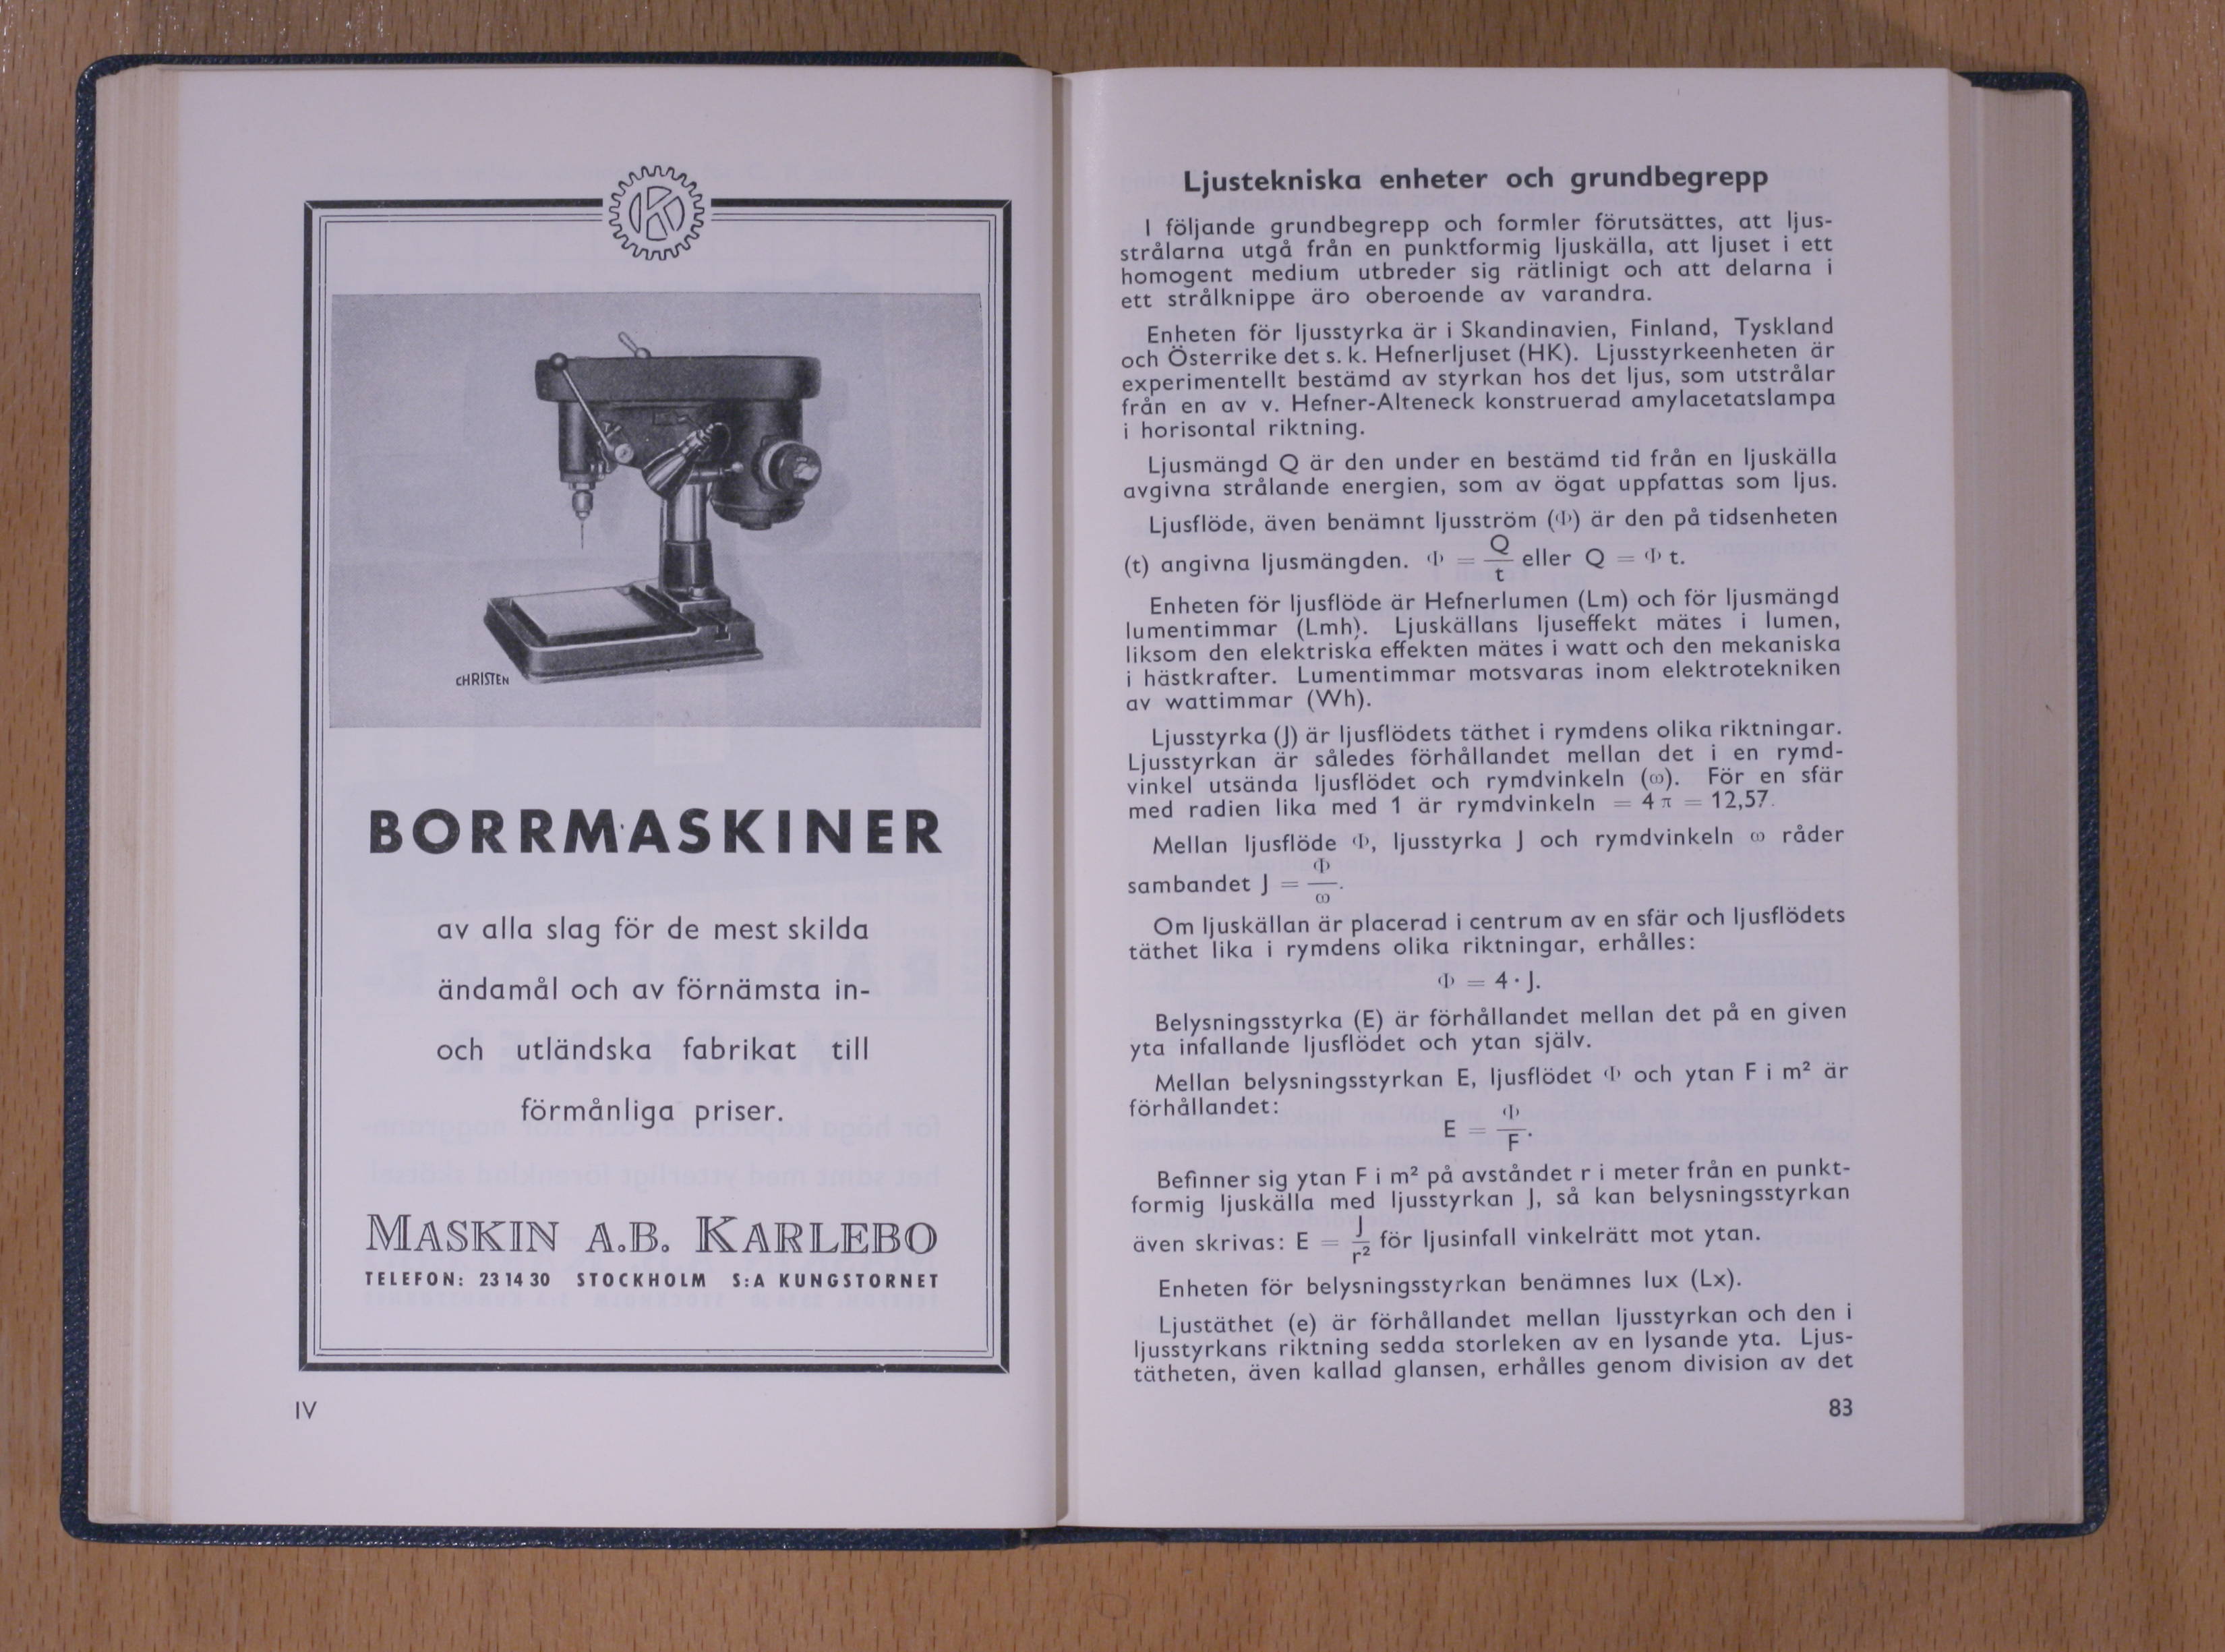 K
CHRISTEN
BORRMASKINER
av alla slag för de mest skilda
ändamål och av förnämsta in-
och utländska fabrikat till
förmånliga priser.
MASKIN A.B. KARLEBO
TELEFON: 23 14 30 STOCKHOLM S:A KUNGSTORNET
IV
Ljustekniska enheter och grundbegrepp
I följande grundbegrepp och formler förutsättes, att ljus-
strålarna utgå från en punktformig ljuskälla, att ljuset i ett
homogent medium utbreder sig rätlinigt och att delarna i
ett strålknippe äro oberoende av varandra.
Enheten för ljusstyrka är i Skandinavien, Finland, Tyskland
och Österrike det s. k. Hefnerljuset (HK). Ljusstyrkeenheten är
experimentellt bestämd av styrkan hos det ljus, som utstrålar
från en av v. Hefner-Alteneck konstruerad amylacetatslampa
i horisontal riktning.
Ljusmängd Q är den under en bestämd tid från en ljuskälla
avgivna strålande energien, som av ögat uppfattas som ljus.
Ljusflöde, även benämnt ljusström (Φ) är den på tidsenheten
(t) angivna ljusmängden. Φ = Q/t eller Q = Φ t.
Enheten för ljusflöde är Hefnerlumen (Lm) och för ljusmängd
lumentimmar (Lmh). Ljuskällans ljuseffekt mätes i lumen,
liksom den elektriska effekten mätes i watt och den mekaniska
i hästkrafter. Lumentimmar motsvaras inom elektrotekniken
av wattimmar (Wh).
Ljusstyrka (J) är ljusflödets täthet i rymdens olika riktningar.
Ljusstyrkan är således förhållandet mellan det i en rymd-
vinkel utsända ljusflödet och rymdvinkeln (ω). För en sfär
med radien lika med 1 är rymdvinkeln = 4 π = 12,57.
Mellan ljusflöde Φ, ljusstyrka J och rymdvinkeln ω råder
sambandet J = Φ/ω.
Om ljuskällan är placerad i centrum av en sfär och ljusflödets
täthet lika i rymdens olika riktningar, erhålles:
Φ = 4 · J.
Belysningsstyrka (E) är förhållandet mellan det på en given
yta infallande ljusflödet och ytan själv.
Mellan belysningsstyrkan E, ljusflödet Φ och ytan F i m² är
förhållandet:
E = Φ/F.
Befinner sig ytan F i m² på avståndet r i meter från en punkt-
formig ljuskälla med ljusstyrkan J, så kan belysningsstyrkan
även skrivas: E = J/r² för ljusinfall vinkelrätt mot ytan.
Enheten för belysningsstyrkan benämnes lux (Lx).
Ljustäthet (e) är förhållandet mellan ljusstyrkan och den i
ljusstyrkans riktning sedda storleken av en lysande yta. Ljus-
tätheten, även kallad glansen, erhålles genom division av det
83